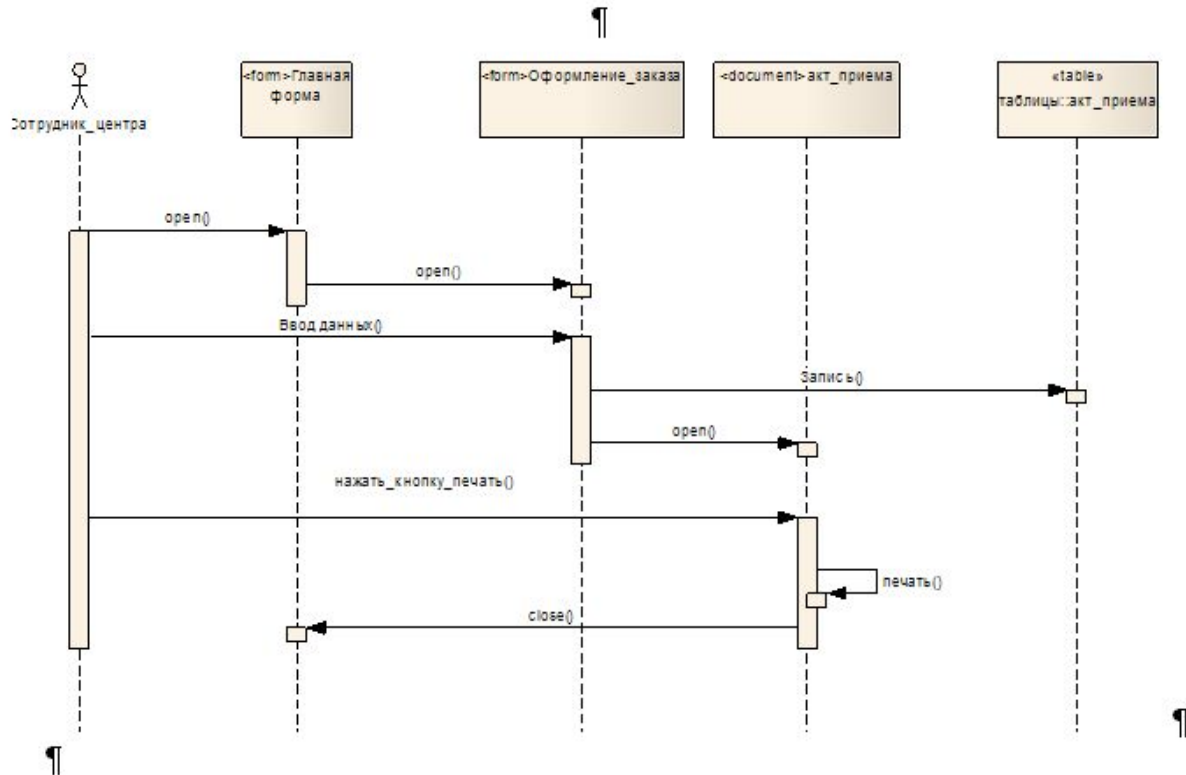 ¶
<form>Главная
форма
<form>Оформление_заказа
<document>акт_приема
«table»
таблицы::акт_приема
Сотрудник_центра
open()
open()
Ввод данных()
Запись()
open()
нажать_кнопку_печать()
печать()
close()
¶
¶